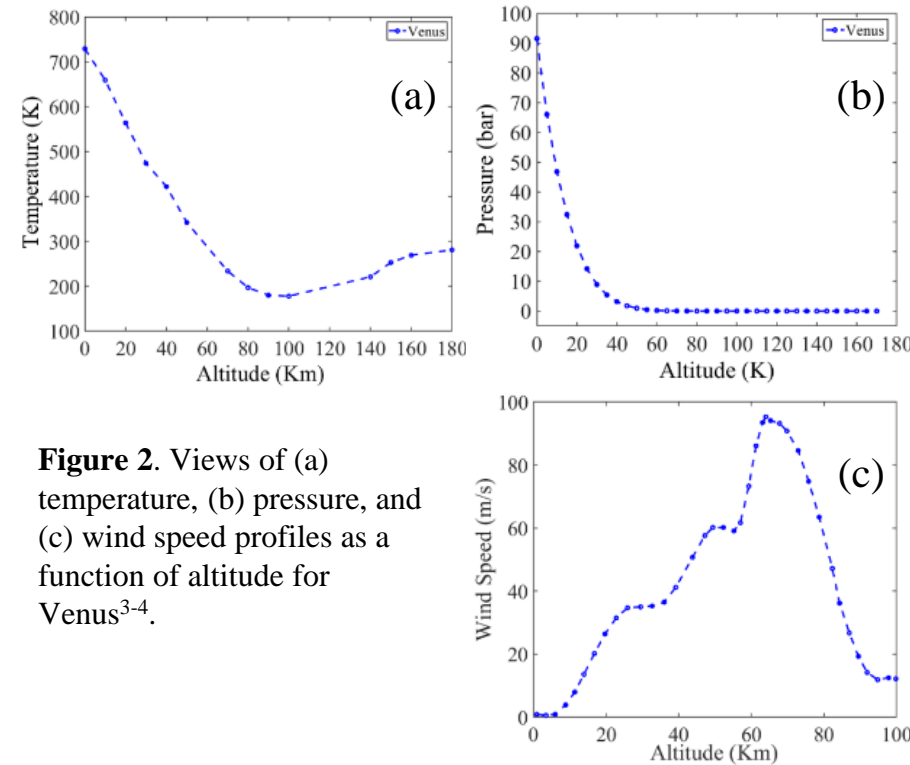 800
700
600
500
400
300
200
100
0 20 40 60 80 100 120 140 160 180
Temperature (K)
Altitude (Km)
Venus
(a)
100
90
80
70
60
50
40
30
20
10
0
0 20 40 60 80 100 120 140 160 180
Pressure (bar)
Altitude (K)
Venus
(b)
Figure 2. Views of (a)
temperature, (b) pressure, and
(c) wind speed profiles as a
function of altitude for
Venus3-4.
100
80
60
40
20
0
0 20 40 60 80 100
Wind Speed (m/s)
Altitude (Km)
(c)